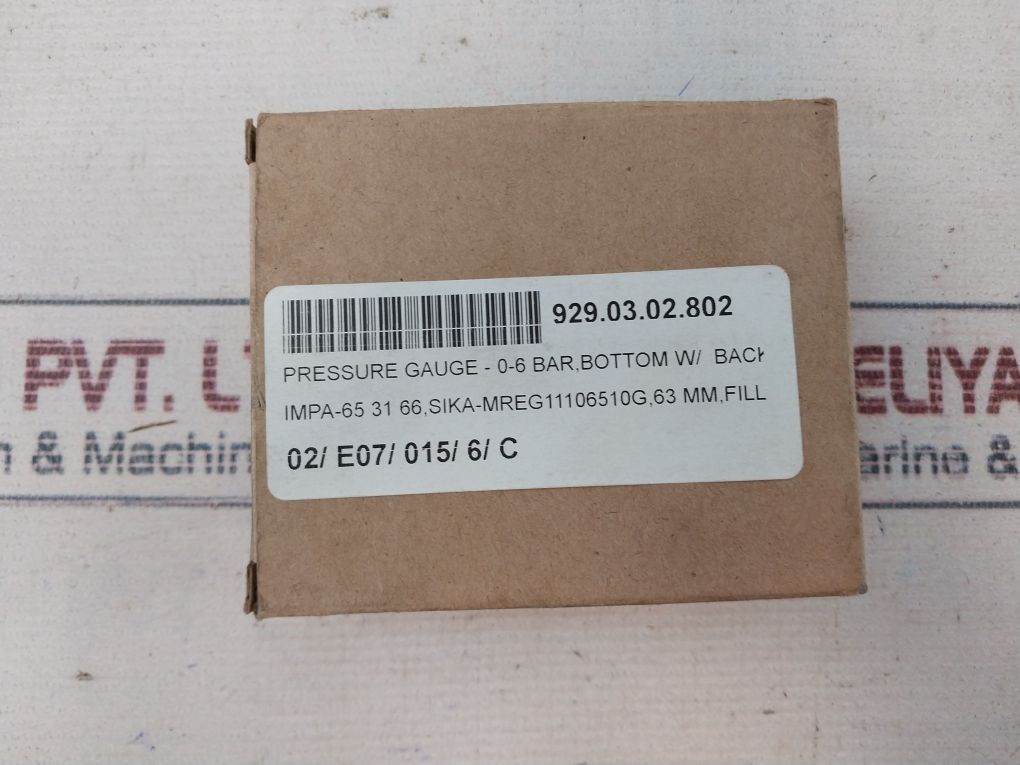 929.03.02.802
PRESSURE GAUGE - 0-6 BAR,BOTTOM W/ BACK
IMPA-65 31 66,SIKA-MREG11106510G,63 MM,FILL
02/ E07/ 015/ 6/ C
PVT. ELIYA
& Machin arine &